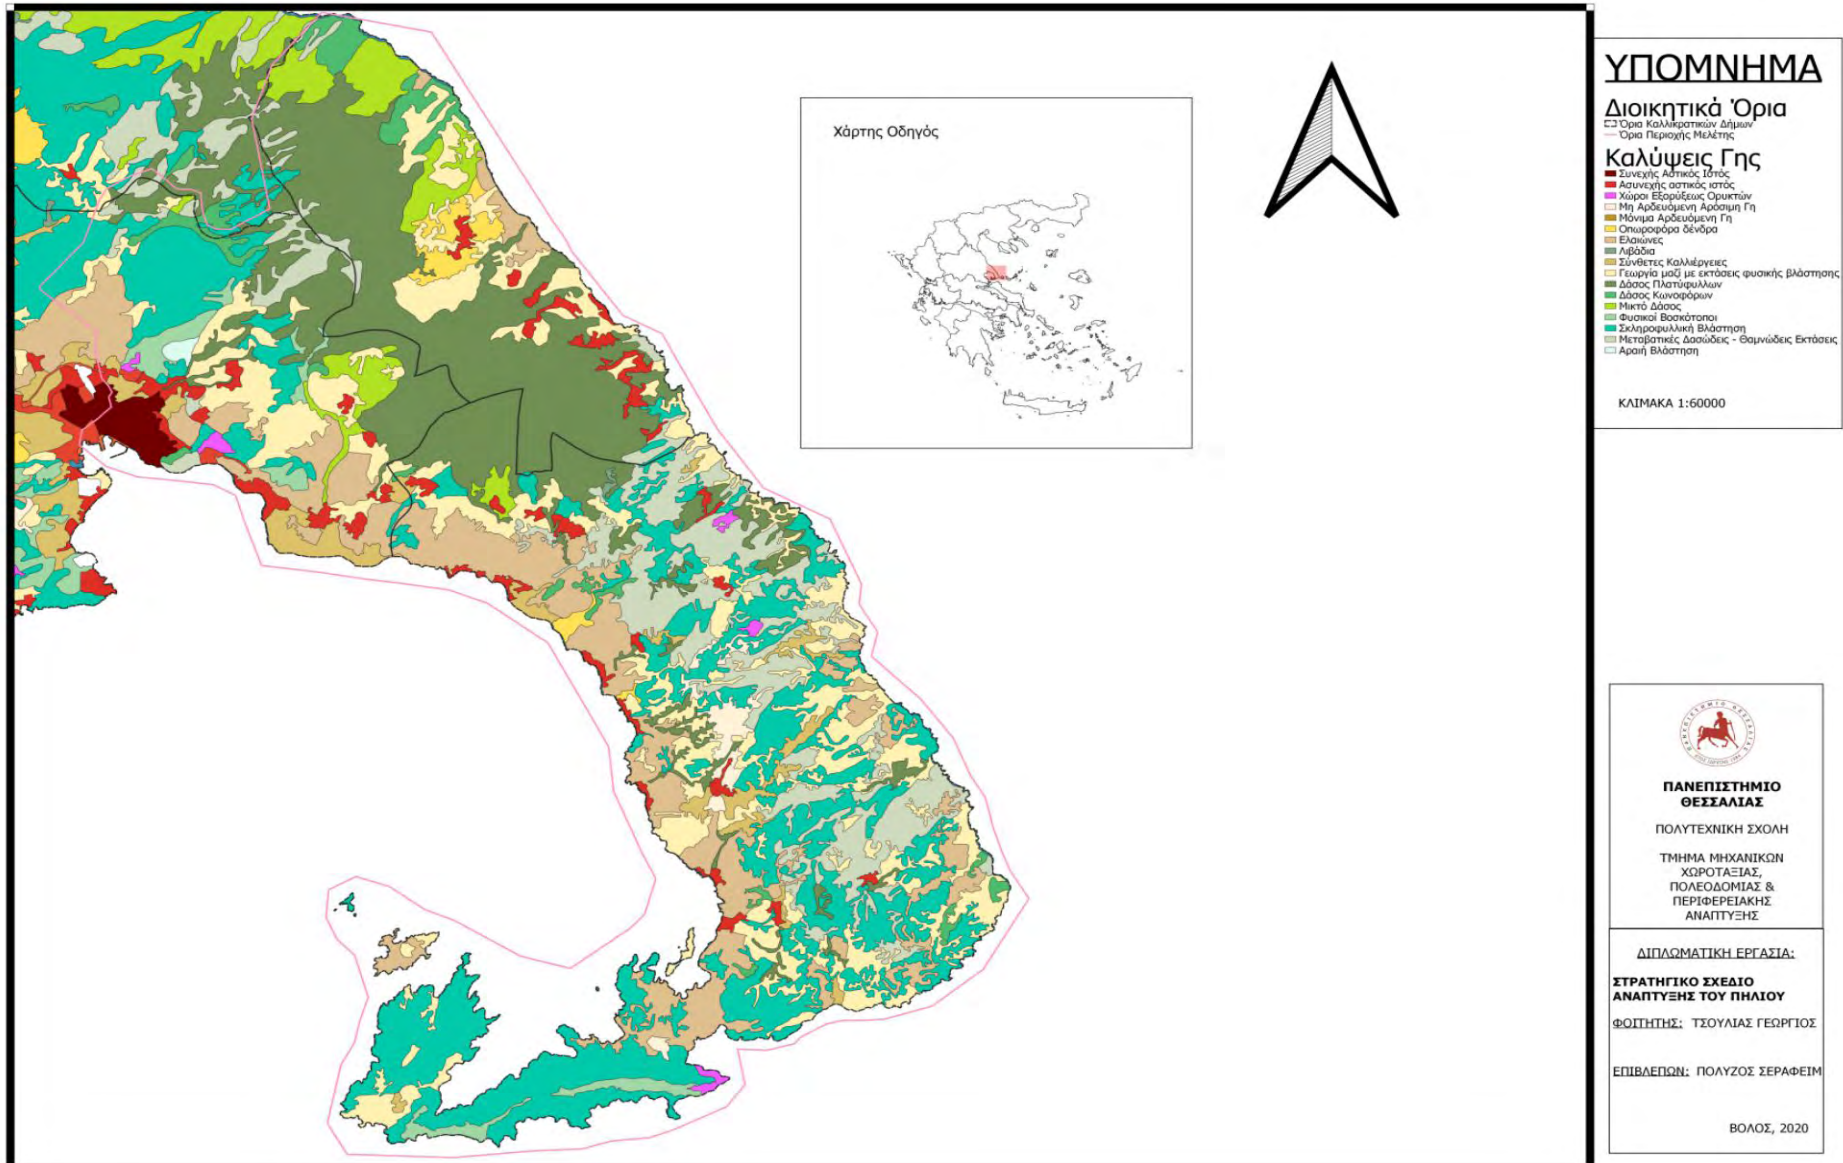 Χάρτης Οδηγός
ΥΠΟΜΝΗΜΑ
Διοικητικά Όρια
Όρια Καλλικρατικών Δήμων
Όρια Περιοχής Μελέτης
Καλύψεις Γης
Συνεχής Αστικός Ιστός
Ασυνεχής αστικός ιστός
Χώροι Εξορύξεως Ορυκτών
Μη Αρδευόμενη Αρόσιμη Γη
Μόνιμα Αρδευόμενη Γη
Οπωροφόρα δένδρα
Ελαιώνες
Λιβάδια
Σύνθετες Καλλιέργειες
Γεωργία μαζί με εκτάσεις φυσικής βλάστησης
Δάσος Πλατύφυλλων
Δάσος Κωνοφόρων
Μικτό Δάσος
Φυσικοί Βοσκότοποι
Σκληροφυλλική Βλάστηση
Μεταβατικές Δασώδεις - Θαμνώδεις Εκτάσεις
Αραιή Βλάστηση
ΚΛΙΜΑΚΑ 1:60000
ΠΑΝΕΠΙΣΤΗΜΙΟ
ΘΕΣΣΑΛΙΑΣ
ΠΟΛΥΤΕΧΝΙΚΗ ΣΧΟΛΗ
ΤΜΗΜΑ ΜΗΧΑΝΙΚΩΝ
ΧΩΡΟΤΑΞΙΑΣ,
ΠΟΛΕΟΔΟΜΙΑΣ &
ΠΕΡΙΦΕΡΕΙΑΚΗΣ
ΑΝΑΠΤΥΞΗΣ
ΔΙΠΛΩΜΑΤΙΚΗ ΕΡΓΑΣΙΑ:
ΣΤΡΑΤΗΓΙΚΟ ΣΧΕΔΙΟ
ΑΝΑΠΤΥΞΗΣ ΤΟΥ ΠΗΛΙΟΥ
ΦΟΙΤΗΤΗΣ: ΤΣΟΥΛΙΑΣ ΓΕΩΡΓΙΟΣ
ΕΠΙΒΛΕΠΩΝ: ΠΟΛΥΖΟΣ ΣΕΡΑΦΕΙΜ
ΒΟΛΟΣ, 2020